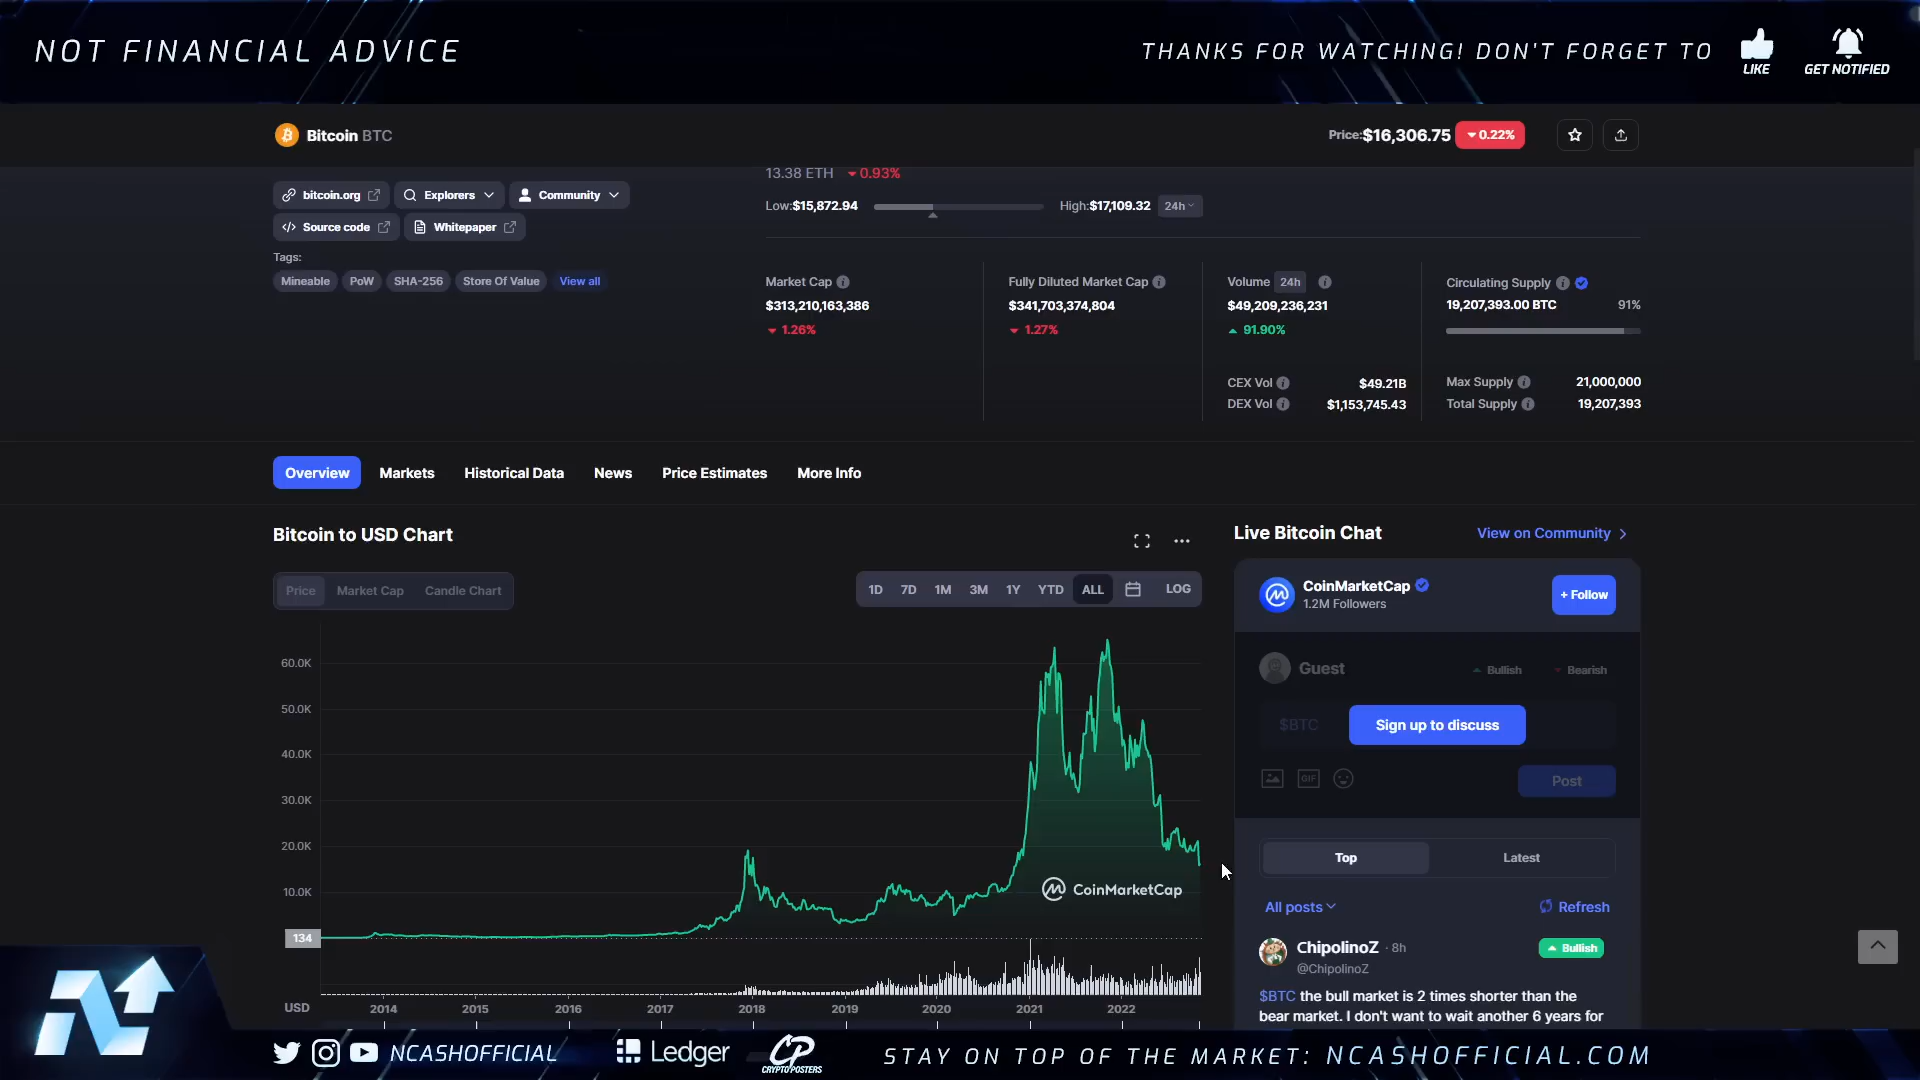 NOT FINANCIAL ADVICE
THANKS FOR WATCHING! DON'T FORGET TO
LIKE
GET NOTIFIED
Bitcoin BTC
Price:$16,306.75 0.22%
13.38 ETH 0.93%
Low:$15,872.94 High:$17,109.32 24h
bitcoin.org Explorers Community
Source code Whitepaper
Tags:
Mineable PoW SHA-256 Store Of Value View all
Market Cap
$313,210,163,386
1.26%
Fully Diluted Market Cap
$341,703,374,804
1.27%
Volume 24h
$49,209,236,231
91.90%
CEX Vol $49.21B
DEX Vol $1,153,745.43
Circulating Supply
19,207,393.00 BTC 91%
Max Supply 21,000,000
Total Supply 19,207,393
Overview Markets Historical Data News Price Estimates More Info
Bitcoin to USD Chart
Price Market Cap Candle Chart
1D 7D 1M 3M 1Y YTD ALL LOG
60.0K
50.0K
40.0K
30.0K
20.0K
10.0K
134
CoinMarketCap
USD 2014 2015 2016 2017 2018 2019 2020 2021 2022
Live Bitcoin Chat View on Community
CoinMarketCap
1.2M Followers
+ Follow
Guest Bullish Bearish
$BTC Sign up to discuss
GIF
Post
Top Latest
All posts Refresh
ChipolinoZ · 8h Bullish
@ChipolinoZ
$BTC the bull market is 2 times shorter than the
bear market. I don't want to wait another 6 years for
NCASHOFFICIAL
Ledger
CP
CRYPTOPOSTERS
STAY ON TOP OF THE MARKET: NCASHOFFICIAL.COM